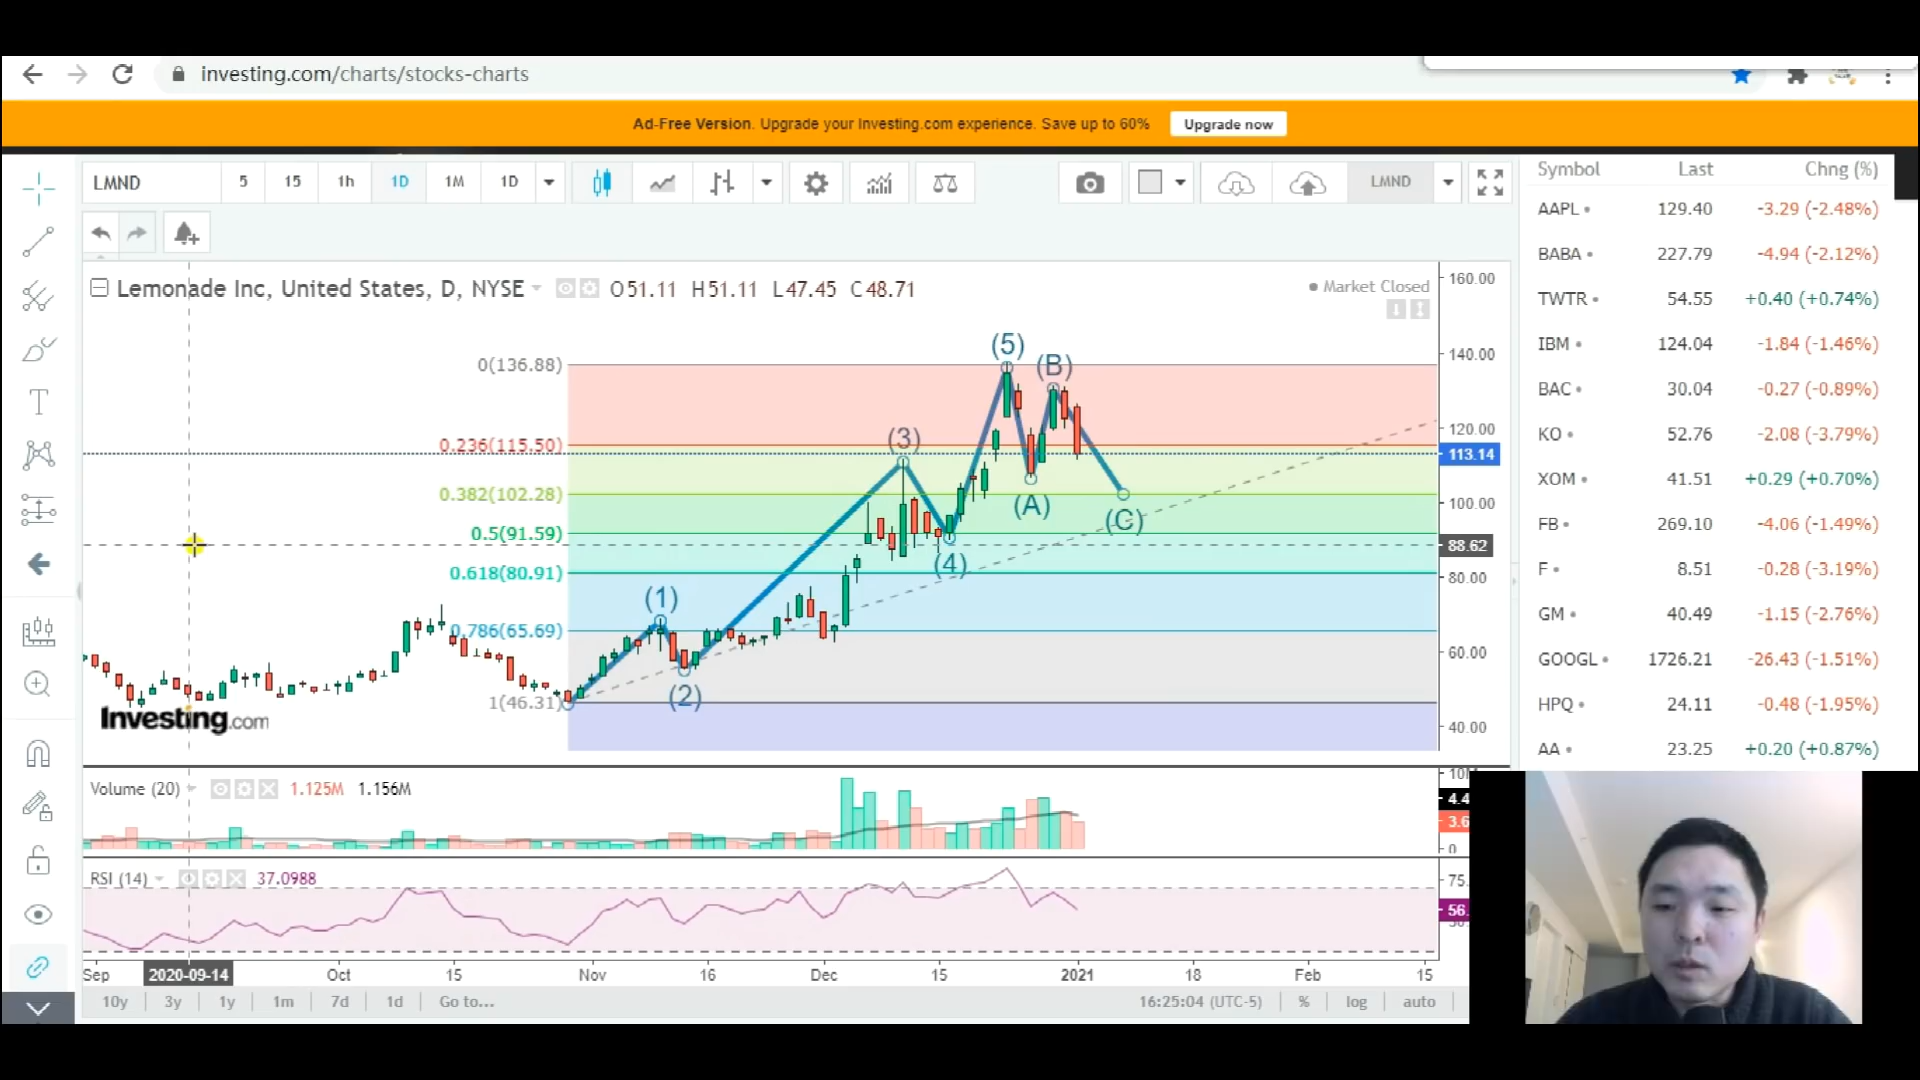 investing.com/charts/stocks-charts
Ad-Free Version. Upgrade your Investing.com experience. Save up to 60% Upgrade now
LMND 5 15 1h 1D 1M 1D LMND
Lemonade Inc, United States, D, NYSE O51.11 H51.11 L47.45 C48.71
Market Closed
160.00
(5)
140.00
0(136.88)
(B)
120.00
(3)
0.236(115.50)
113.14
0.382(102.28)
100.00
(A)
(C)
0.5(91.59)
88.62
(4)
0.618(80.91)
80.00
(1)
0.786(65.69)
60.00
(2)
1(46.31)
Investing.com
40.00
Volume (20) 1.125M 1.156M
4.4
3.6
0
RSI (14) 37.0988
75.
56.
Sep 2020-09-14 Oct 15 Nov 16 Dec 15 2021 18 Feb 15
10y 3y 1y 1m 7d 1d Go to... 16:25:04 (UTC-5) % log auto
Symbol Last Chng (%)
AAPL 129.40 -3.29 (-2.48%)
BABA 227.79 -4.94 (-2.12%)
TWTR 54.55 +0.40 (+0.74%)
IBM 124.04 -1.84 (-1.46%)
BAC 30.04 -0.27 (-0.89%)
KO 52.76 -2.08 (-3.79%)
XOM 41.51 +0.29 (+0.70%)
FB 269.10 -4.06 (-1.49%)
F 8.51 -0.28 (-3.19%)
GM 40.49 -1.15 (-2.76%)
GOOGL 1726.21 -26.43 (-1.51%)
HPQ 24.11 -0.48 (-1.95%)
AA 23.25 +0.20 (+0.87%)